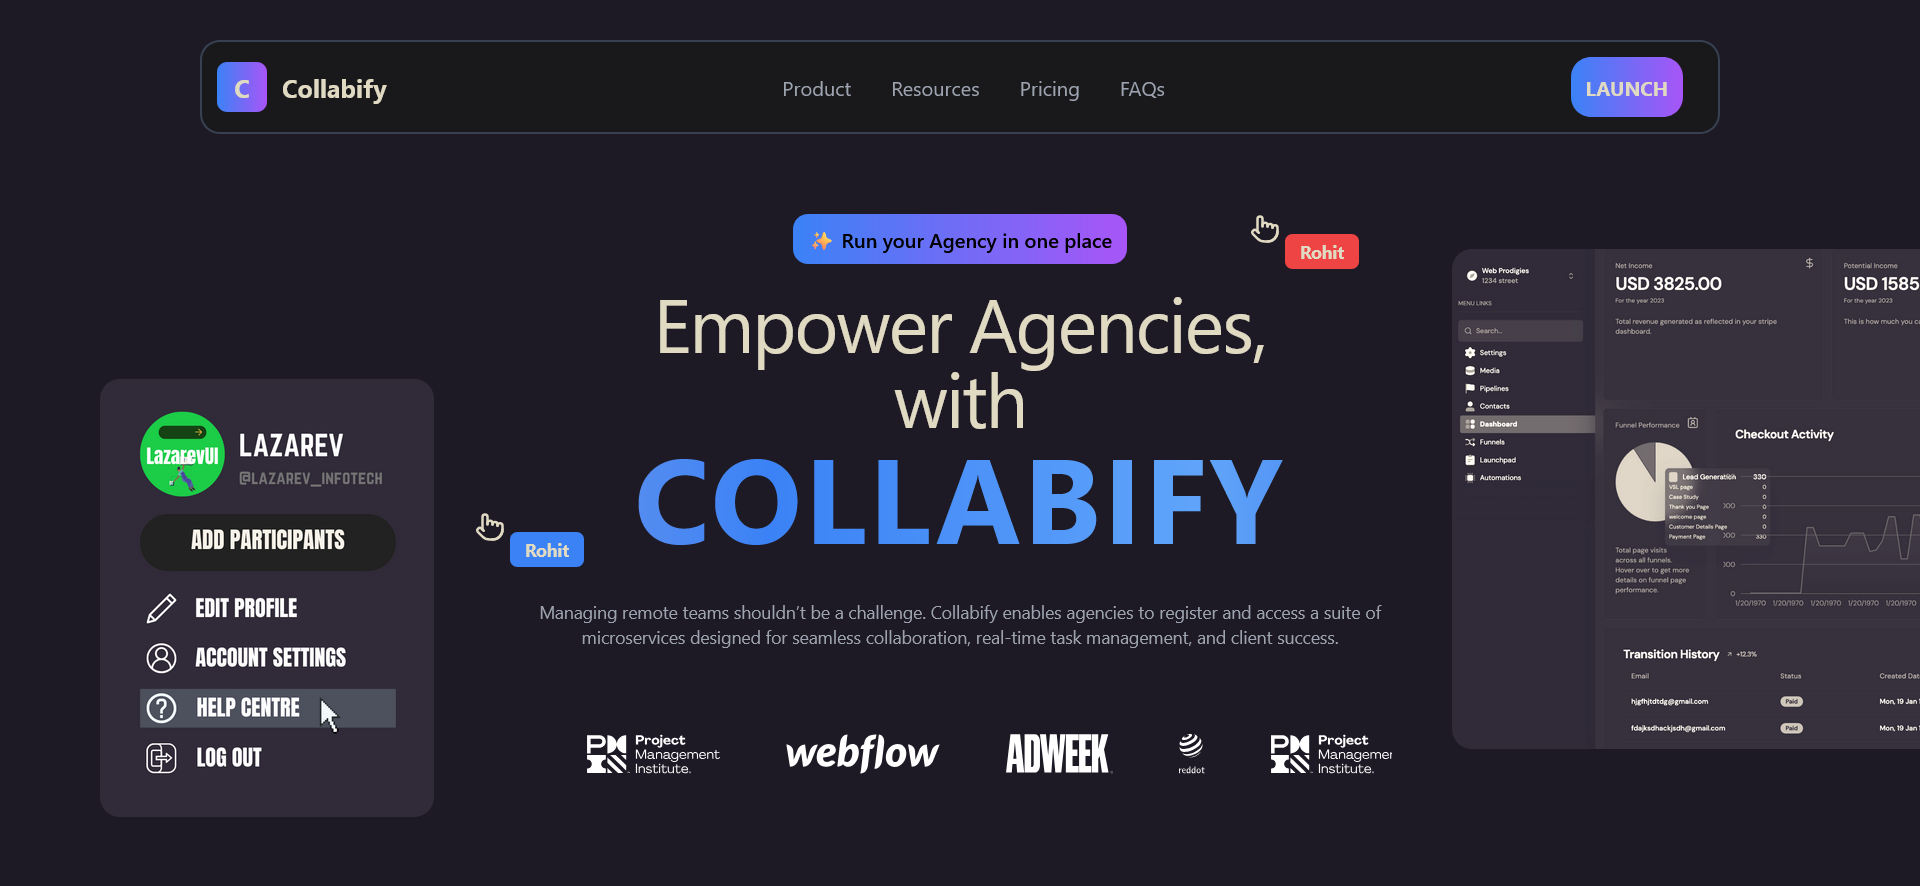 C
Collabify
Product
Resources
Pricing
FAQs
LAUNCH
✨ Run your Agency in one place
Rohit
Empower Agencies,
with
COLLABIFY
Rohit
Managing remote teams shouldn't be a challenge. Collabify enables agencies to register and access a suite of
microservices designed for seamless collaboration, real-time task management, and client success.
Project
Management
Institute.
webflow
ADWEEK
reddot
Project
Management
Institute.
LazarevUI
LAZAREV
@LAZAREV_INFOTECH
ADD PARTICIPANTS
EDIT PROFILE
ACCOUNT SETTINGS
HELP CENTRE
LOG OUT
Web Prodigies
1234 street
MENU LINKS
Search...
Settings
Media
Pipelines
Contacts
Dashboard
Funnels
Launchpad
Automations
Net Income
$
USD 3825.00
For the year 2023
Total revenue generated as reflected in your stripe
dashboard.
Potential Income
USD 1585
For the year 2023
This is how much you c
Funnel Performance
Lead Generation 330
VSL page 0
Case Study 0
Thank you Page 0
welcome page 0
Customer Details Page 0
Payment Page 330
Total page visits
across all funnels.
Hover over to get more
details on funnel page
performance.
Checkout Activity
000
000
000
0
1/20/1970 1/20/1970 1/20/1970 1/20/1970 1/20/1970
Transition History ↗ +12.3%
Email Status Created Dat
hjgfhjtdtdg@gmail.com Paid Mon, 19 Jan
fdajksdhackjsdh@gmail.com Paid Mon, 19 Jan